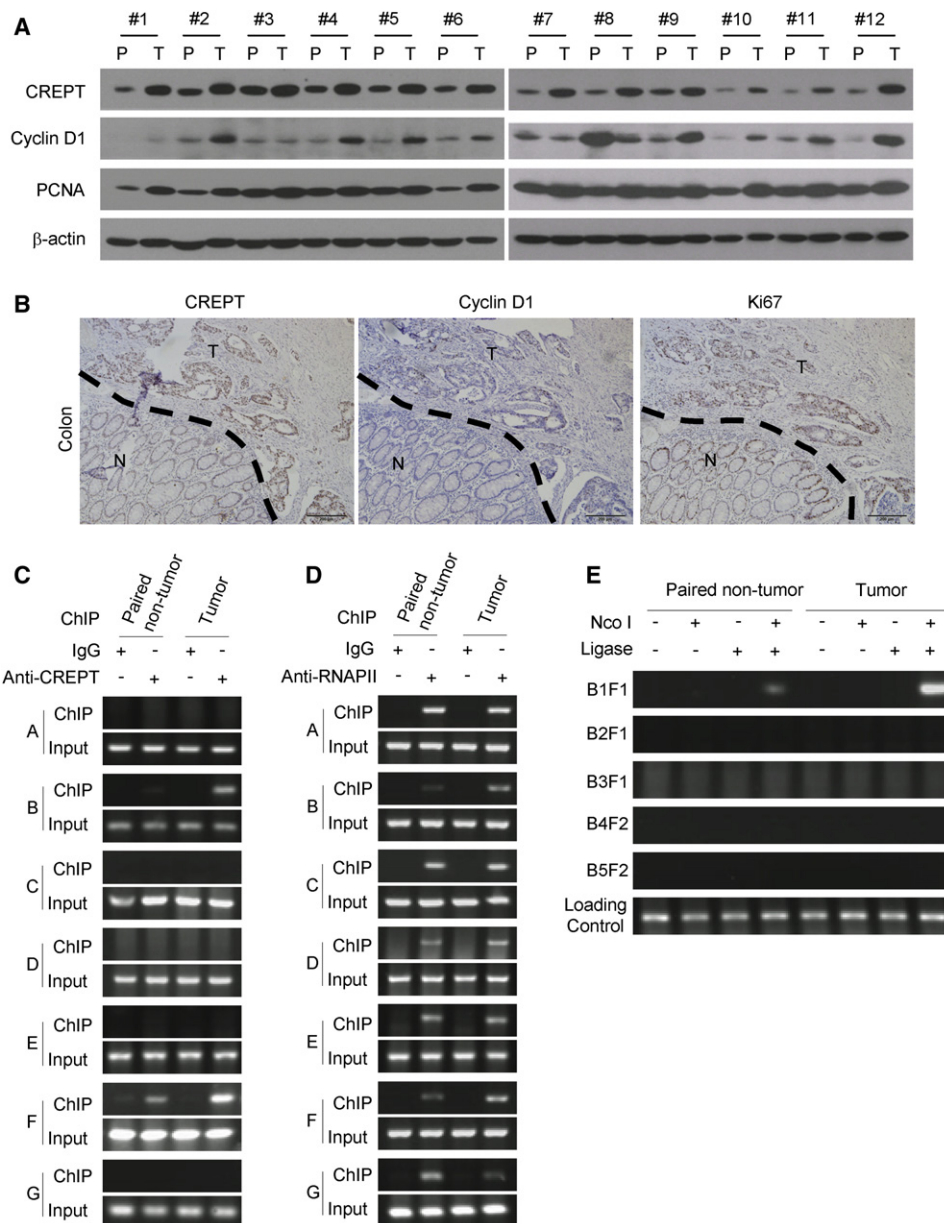 A
#1 #2 #3 #4 #5 #6 #7 #8 #9 #10 #11 #12
P T P T P T P T P T P T P T P T P T P T P T P T
CREPT
Cyclin D1
PCNA
β-actin
B
CREPT Cyclin D1 Ki67
Colon
T T T
N N N
C
Paired non-tumor
Tumor
ChIP
IgG + - + -
Anti-CREPT - + - +
A
ChIP
Input
B
ChIP
Input
C
ChIP
Input
D
ChIP
Input
E
ChIP
Input
F
ChIP
Input
G
ChIP
Input
D
Paired non-tumor
Tumor
ChIP
IgG + - + -
Anti-RNAPII - + - +
A
ChIP
Input
B
ChIP
Input
C
ChIP
Input
D
ChIP
Input
E
ChIP
Input
F
ChIP
Input
G
ChIP
Input
E
Paired non-tumor Tumor
Nco I - + - + - + - +
Ligase - - + + - - + +
B1F1
B2F1
B3F1
B4F2
B5F2
Loading
Control